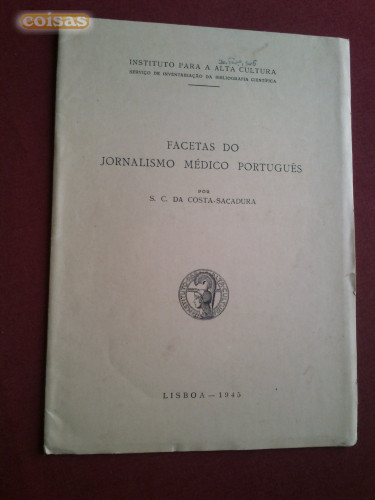 coisas
INSTITUTO PARA A ALTA CULTURA
SERVIÇO DE INVENTARIAÇÃO DA BIBLIOGRAFIA CIENTÍFICA
FACETAS DO
JORNALISMO MÉDICO PORTUGUÊS
POR
S. C. DA COSTA-SACADURA
LISBOA — 1945